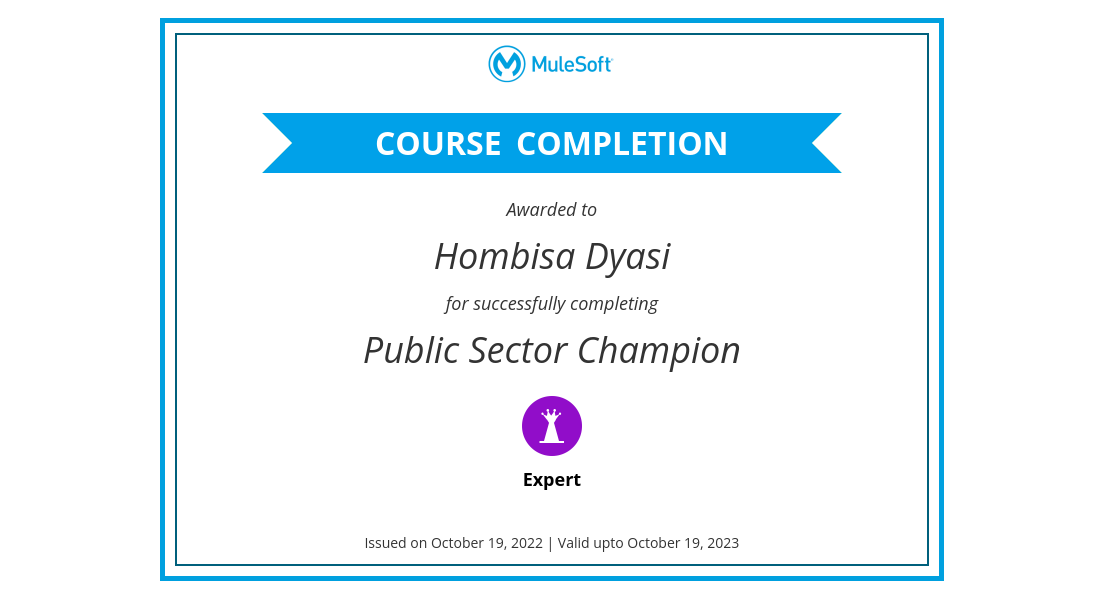 MuleSoft
COURSE COMPLETION
Awarded to
Hombisa Dyasi
for successfully completing
Public Sector Champion
Expert
Issued on October 19, 2022 | Valid upto October 19, 2023